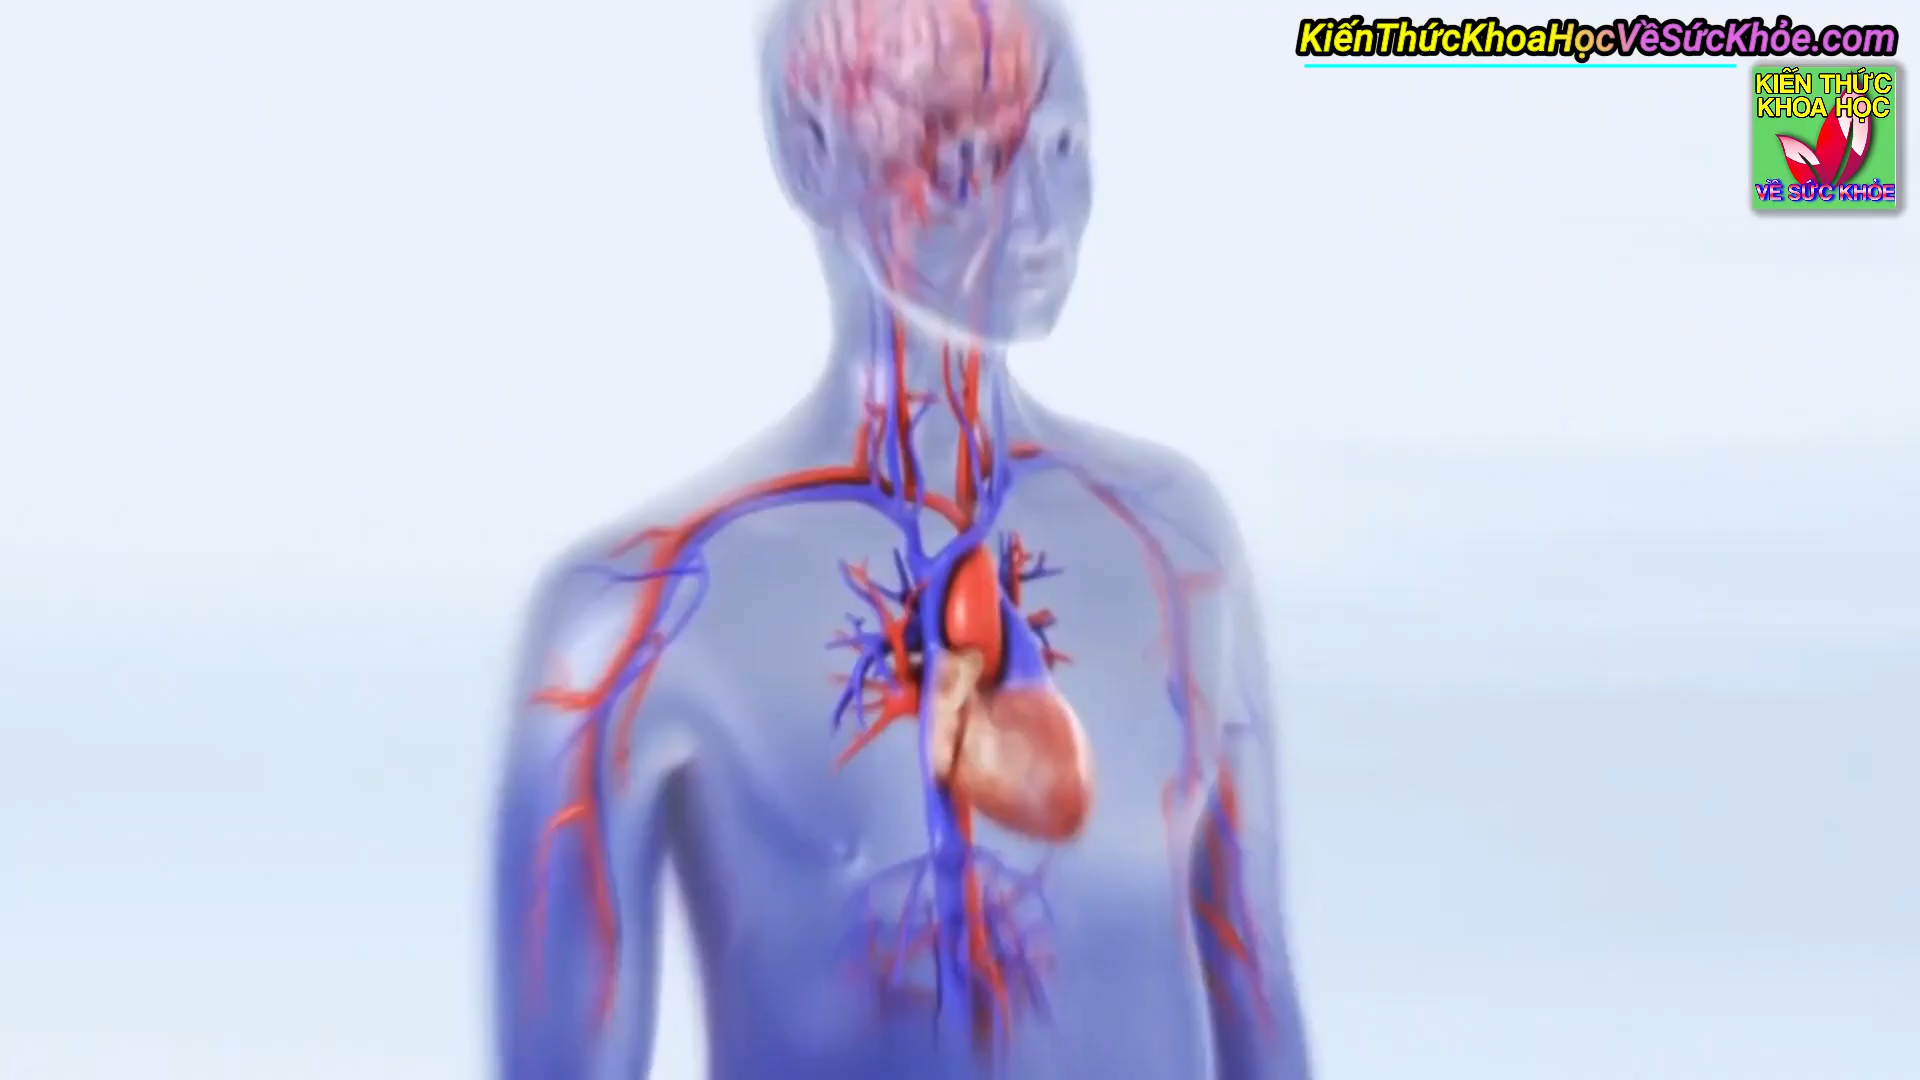 KiếnThứcKhoaHọcVềSứcKhỏe.com
KIẾN THỨC
KHOA HỌC
VỀ SỨC KHỎE